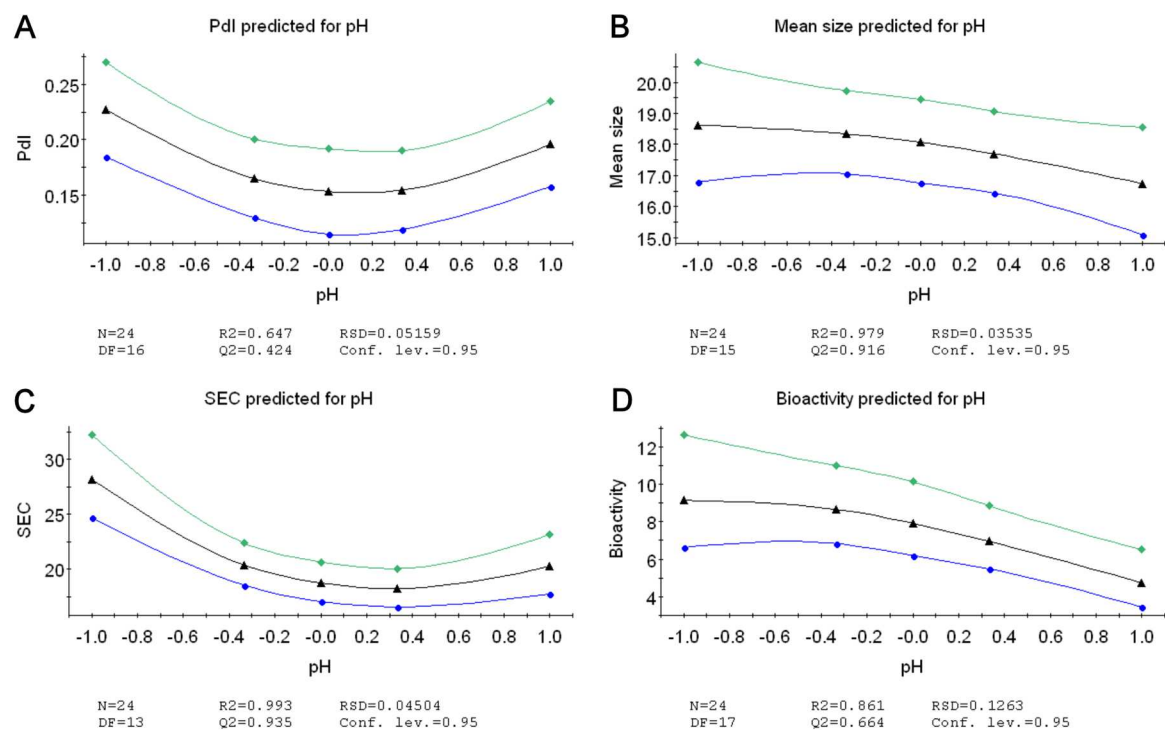 A
PdI predicted for pH
PdI
0.25
0.20
0.15
-1.0 -0.8 -0.6 -0.4 -0.2 -0.0 0.2 0.4 0.6 0.8 1.0
pH
N=24 R2=0.647 RSD=0.05159
DF=16 Q2=0.424 Conf. lev.=0.95
B
Mean size predicted for pH
Mean size
20.0
19.0
18.0
17.0
16.0
15.0
-1.0 -0.8 -0.6 -0.4 -0.2 -0.0 0.2 0.4 0.6 0.8 1.0
pH
N=24 R2=0.979 RSD=0.03535
DF=15 Q2=0.916 Conf. lev.=0.95
C
SEC predicted for pH
SEC
30
25
20
-1.0 -0.8 -0.6 -0.4 -0.2 -0.0 0.2 0.4 0.6 0.8 1.0
pH
N=24 R2=0.993 RSD=0.04504
DF=13 Q2=0.935 Conf. lev.=0.95
D
Bioactivity predicted for pH
Bioactivity
12
10
8
6
4
-1.0 -0.8 -0.6 -0.4 -0.2 -0.0 0.2 0.4 0.6 0.8 1.0
pH
N=24 R2=0.861 RSD=0.1263
DF=17 Q2=0.664 Conf. lev.=0.95